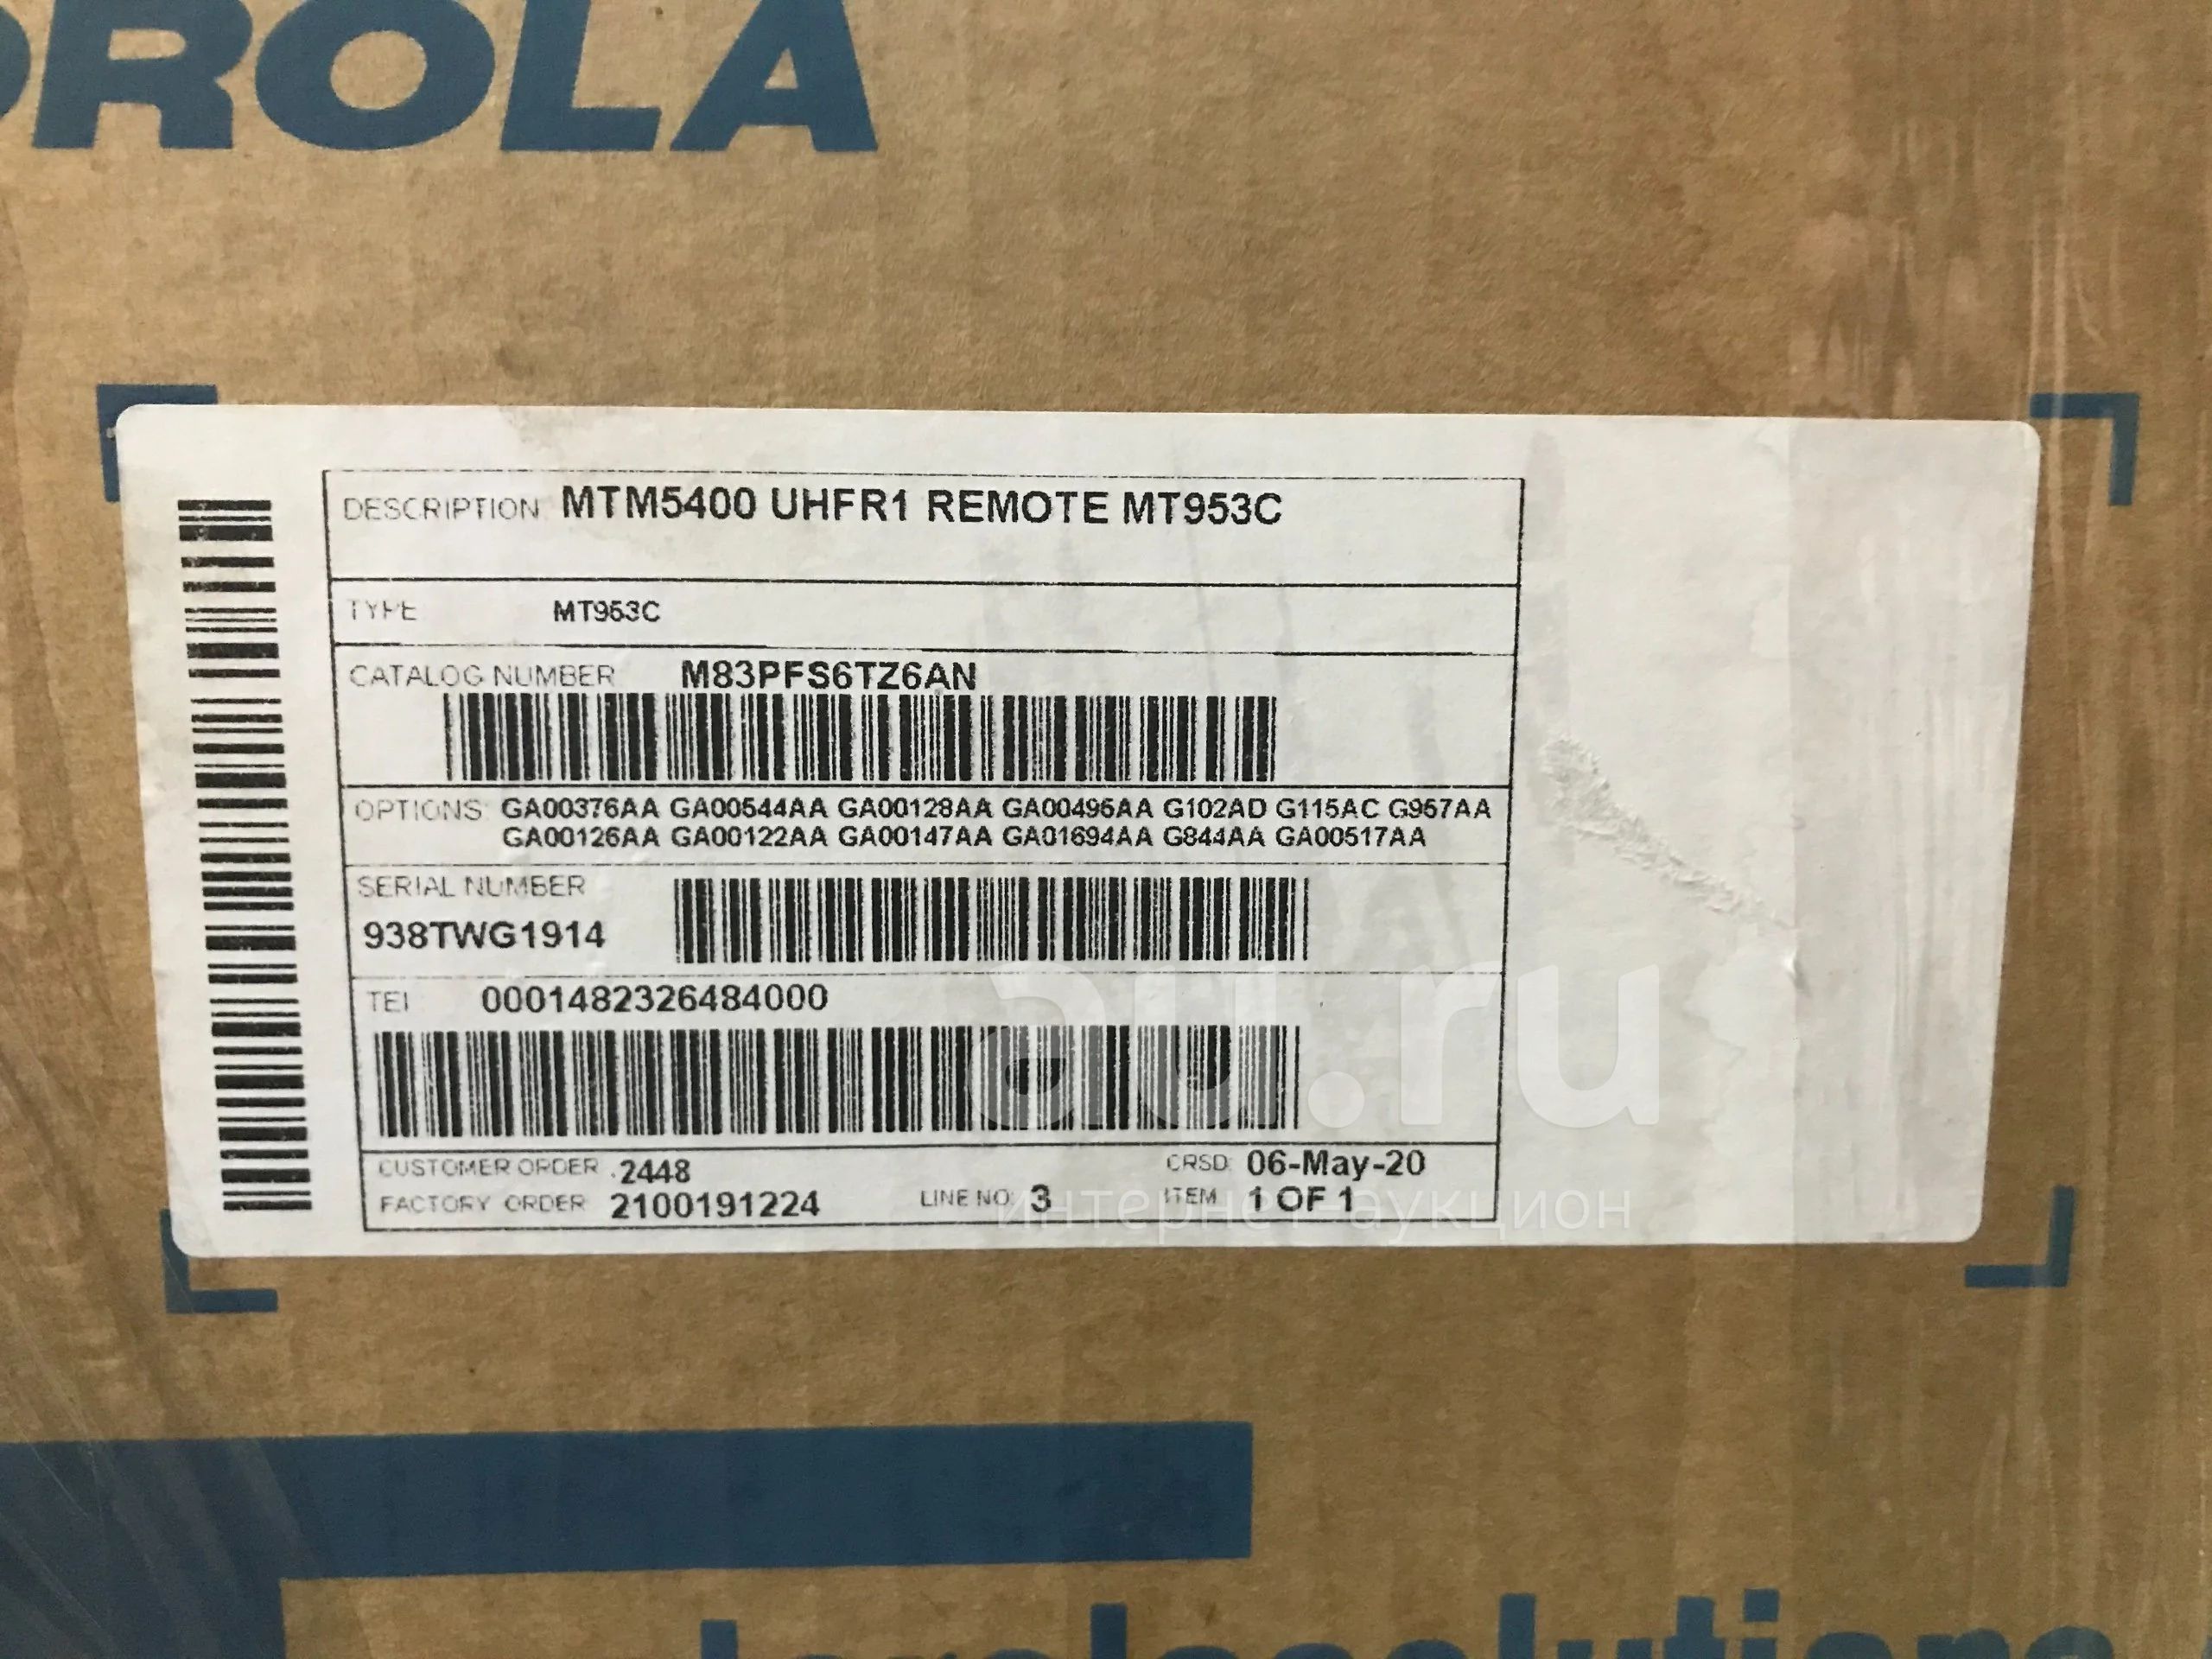 OROLA
DESCRIPTION MTM5400 UHFR1 REMOTE MT953C
TYPE MT953C
CATALOG NUMBER M83PFS6TZ6AN
OPTIONS GA00376AA GA00544AA GA00128AA GA00496AA G102AD G115AC G957AA
GA00126AA GA00122AA GA00147AA GA01694AA G844AA GA00517AA
SERIAL NUMBER
938TWG1914
TEI 0001482326484000
CUSTOMER ORDER .2448 CRSD 06-May-20
FACTORY ORDER 2100191224 LINE NO 3 ITEM 1 OF 1
au.ru
интернет-аукцион
torolasolutions